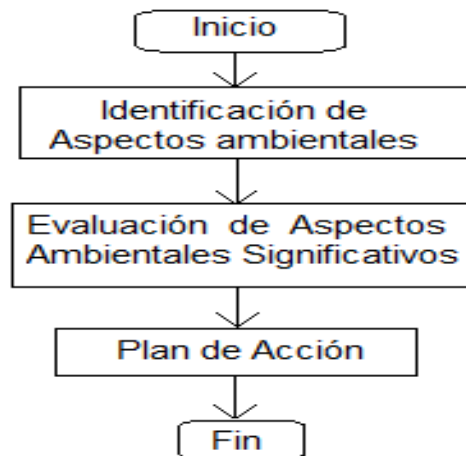 Inicio
Identificación de
Aspectos ambientales
Evaluación de Aspectos
Ambientales Significativos
Plan de Acción
Fin